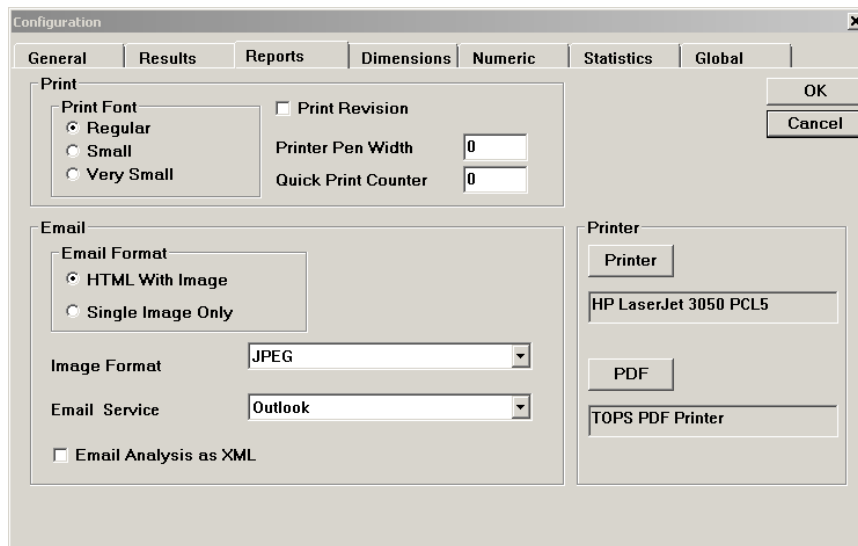 Configuration
General Results Reports Dimensions Numeric Statistics Global
OK
Cancel
Print
Print Font
Regular
Small
Very Small
Print Revision
Printer Pen Width 0
Quick Print Counter 0
Email
Email Format
HTML With Image
Single Image Only
Image Format JPEG
Email Service Outlook
Email Analysis as XML
Printer
Printer
HP LaserJet 3050 PCL5
PDF
TOPS PDF Printer